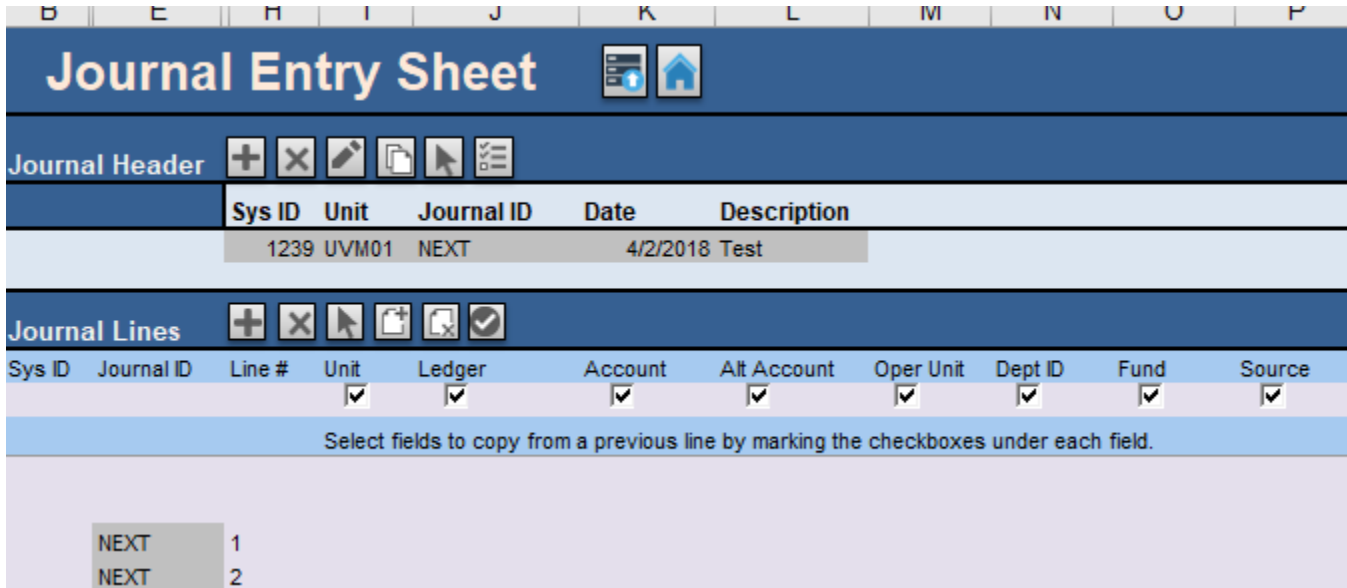 B E H I J K L M N O P
Journal Entry Sheet
Journal Header
Sys ID Unit Journal ID Date Description
1239 UVM01 NEXT 4/2/2018 Test
Journal Lines
Sys ID Journal ID Line # Unit Ledger Account Alt Account Oper Unit Dept ID Fund Source
Select fields to copy from a previous line by marking the checkboxes under each field.
NEXT 1
NEXT 2